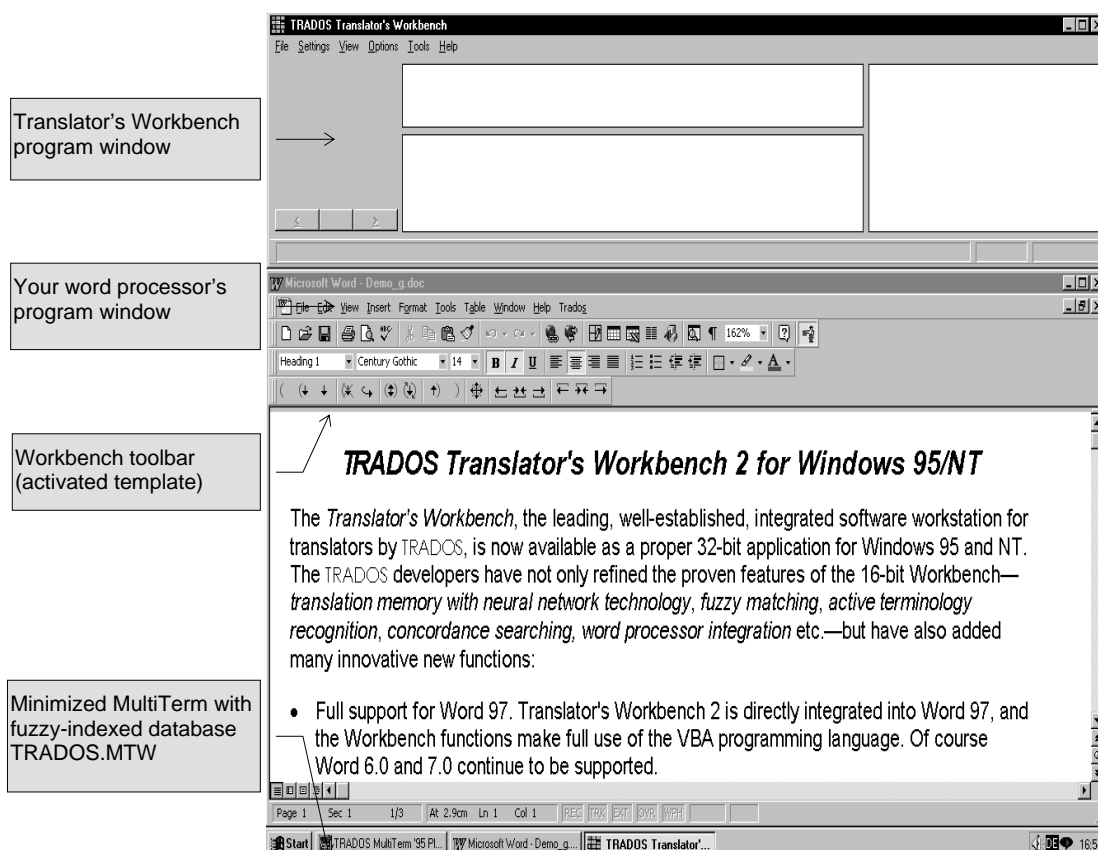 TRADOS Translator's Workbench
File Settings View Options Tools Help
Translator's Workbench
program window
< >
Your word processor's
program window
Microsoft Word - Demo_g.doc
File Edit View Insert Format Tools Table Window Help Trados
162%
Heading 1 Century Gothic 14 B I U
Workbench toolbar
(activated template)
TRADOS Translator's Workbench 2 for Windows 95/NT
The Translator's Workbench, the leading, well-established, integrated software workstation for
translators by TRADOS, is now available as a proper 32-bit application for Windows 95 and NT.
The TRADOS developers have not only refined the proven features of the 16-bit Workbench—
translation memory with neural network technology, fuzzy matching, active terminology
recognition, concordance searching, word processor integration etc.—but have also added
many innovative new functions:
Minimized MultiTerm with
fuzzy-indexed database
TRADOS.MTW
• Full support for Word 97. Translator's Workbench 2 is directly integrated into Word 97, and
the Workbench functions make full use of the VBA programming language. Of course
Word 6.0 and 7.0 continue to be supported.
Page 1 Sec 1 1/3 At 2.9cm Ln 1 Col 1 REC TRK EXT OVR WPH
Start TRADOS MultiTerm '95 Pl... Microsoft Word - Demo_g.... TRADOS Translator'... DE 16:5